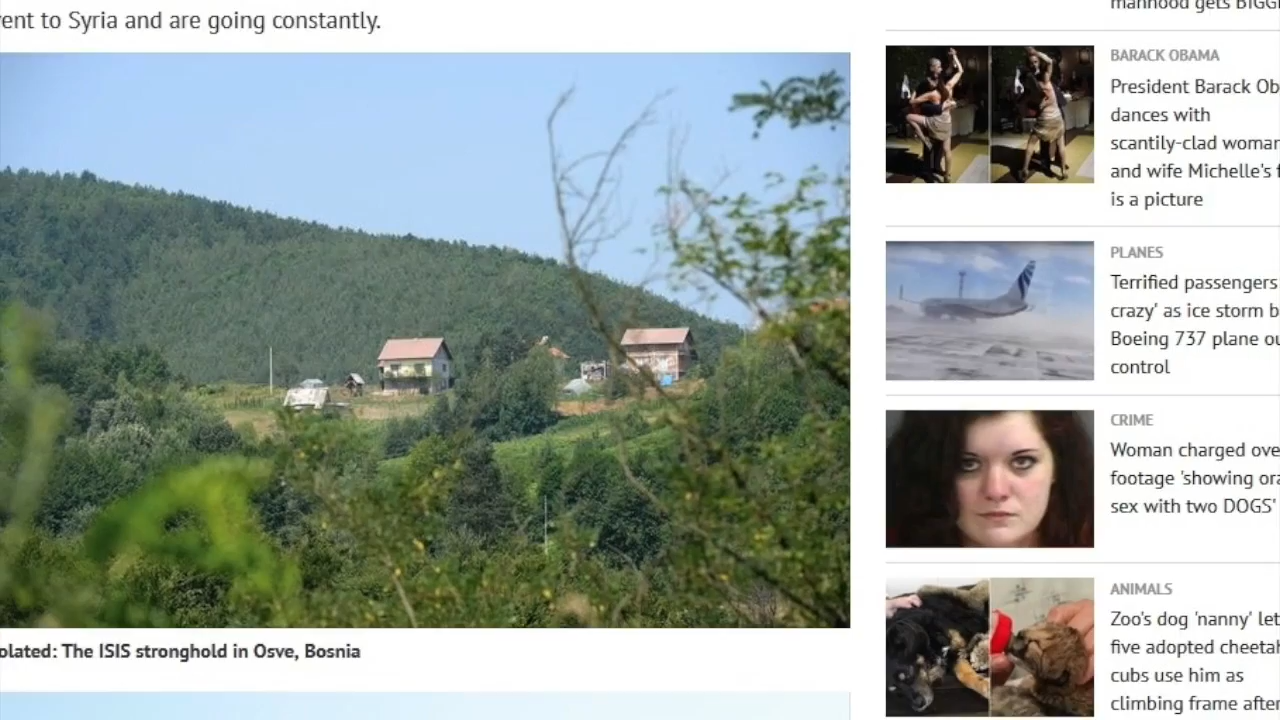 ent to Syria and are going constantly.
olated: The ISIS stronghold in Osve, Bosnia
manhood gets
BARACK OBAMA
President Barack Ob
dances with
scantily-clad woman
and wife Michelle's f
is a picture
PLANES
Terrified passengers
crazy' as ice storm b
Boeing 737 plane ou
control
CRIME
Woman charged ove
footage 'showing ora
sex with two DOGS'
ANIMALS
Zoo's dog 'nanny' let
five adopted cheetah
cubs use him as
climbing frame after